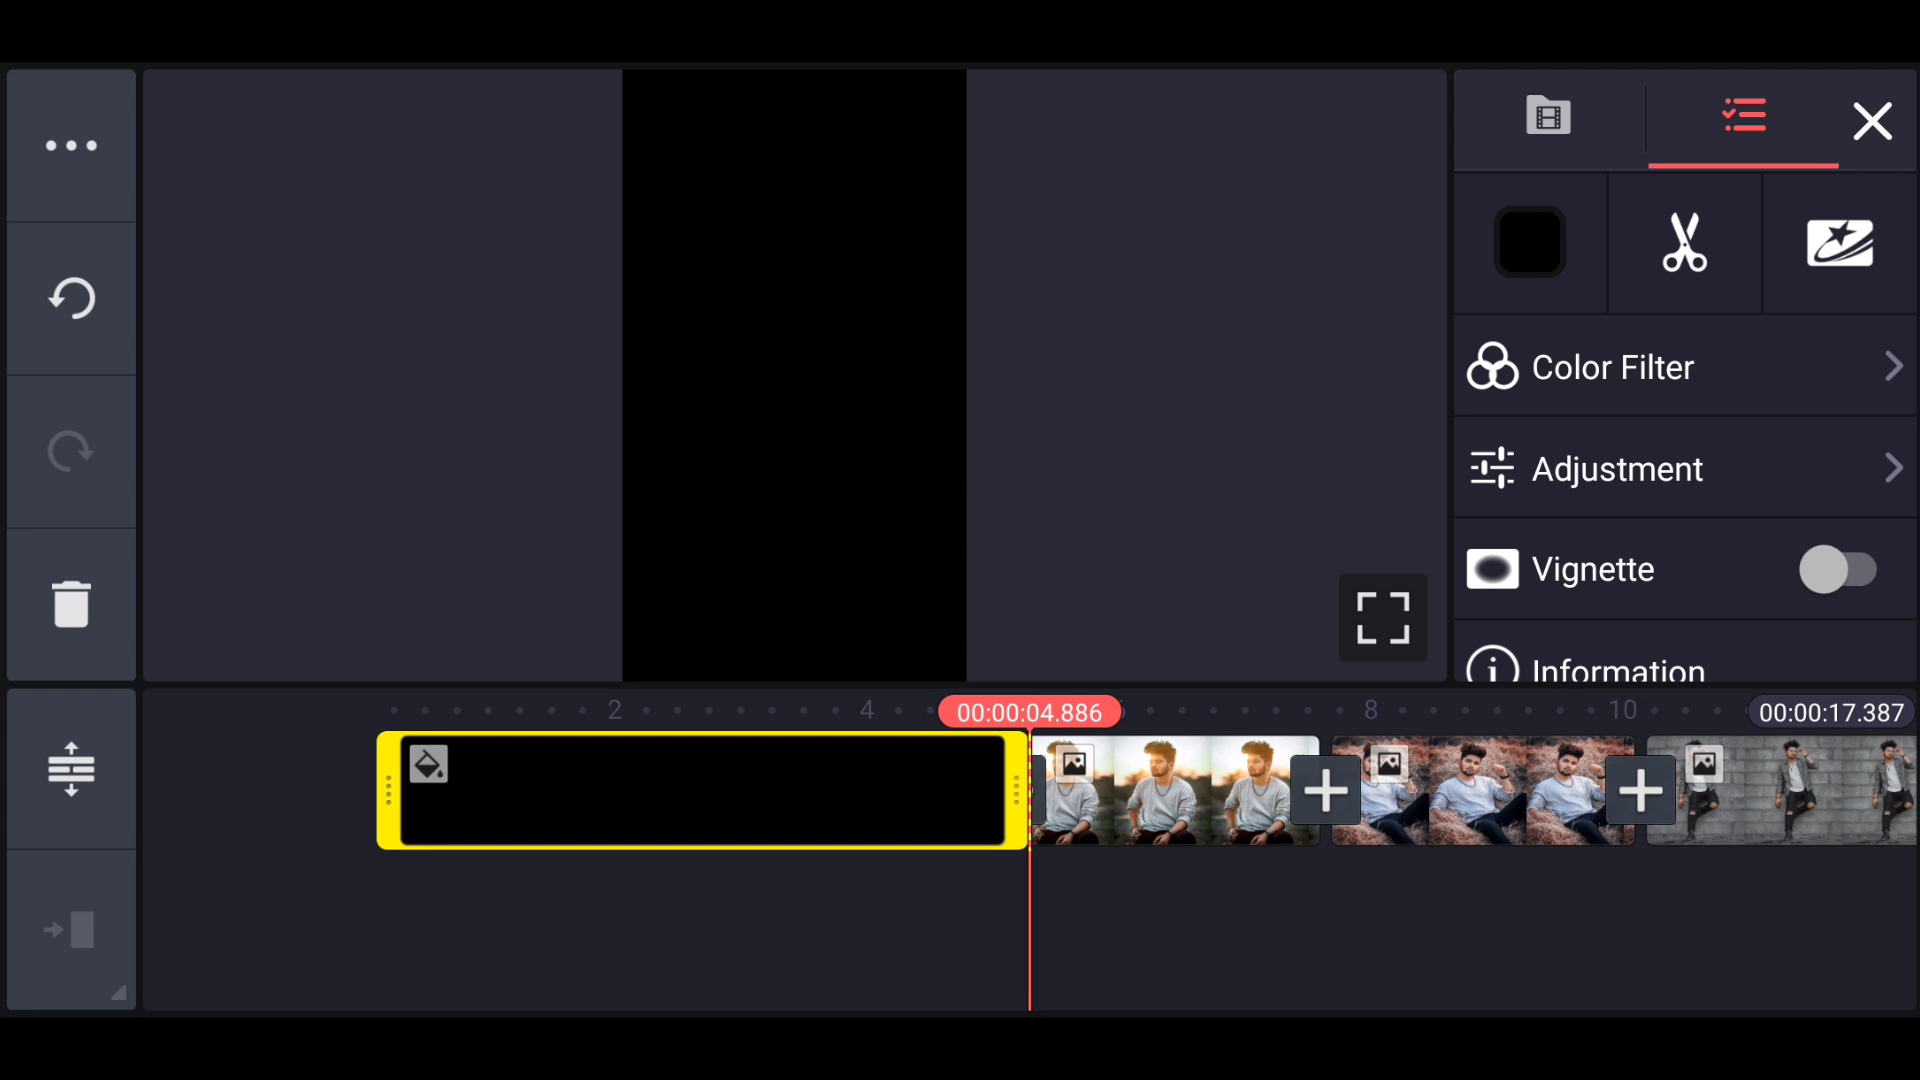 Color Filter
Adjustment
Vignette
Information
2
4
00:00:04.886
8
10
00:00:17.387